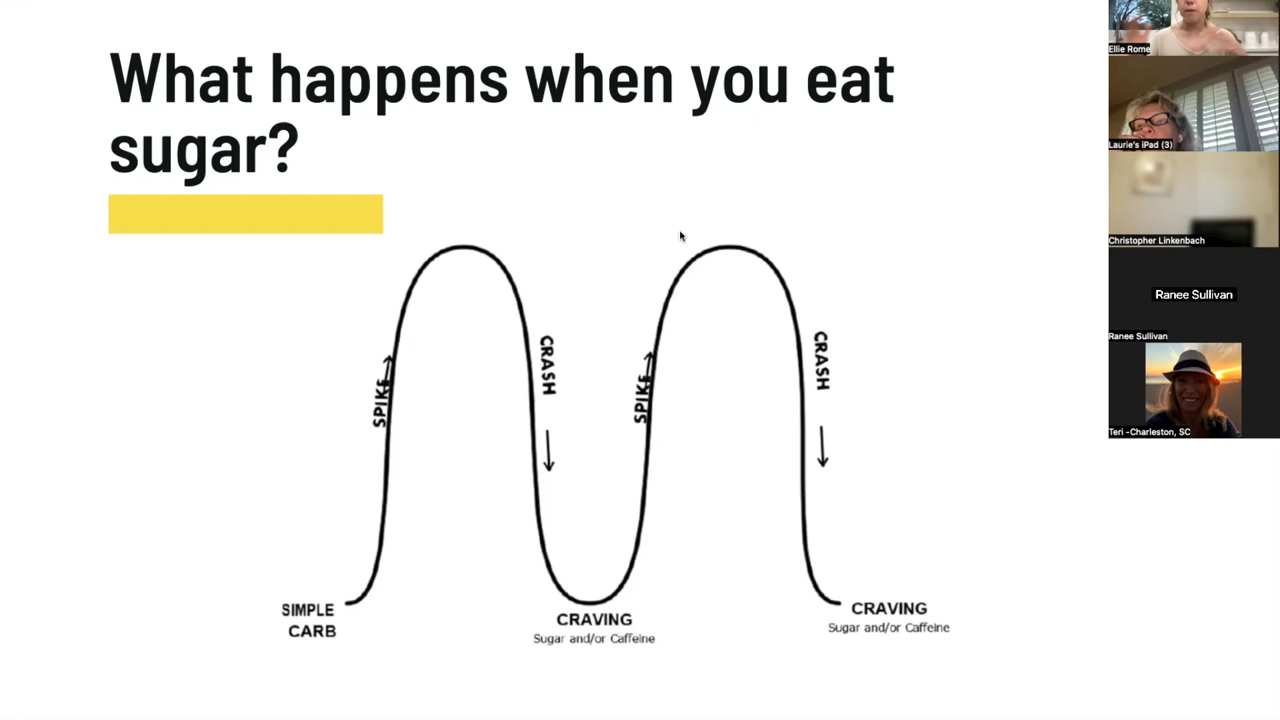 What happens when you eat
sugar?
SPIKE
CRASH
SPIKE
CRASH
SIMPLE
CARB
CRAVING
Sugar and/or Caffeine
CRAVING
Sugar and/or Caffeine
Ellie Rome
Laurie's iPad (3)
Christopher Linkenbach
Ranee Sullivan
Ranee Sullivan
Teri -Charleston, SC